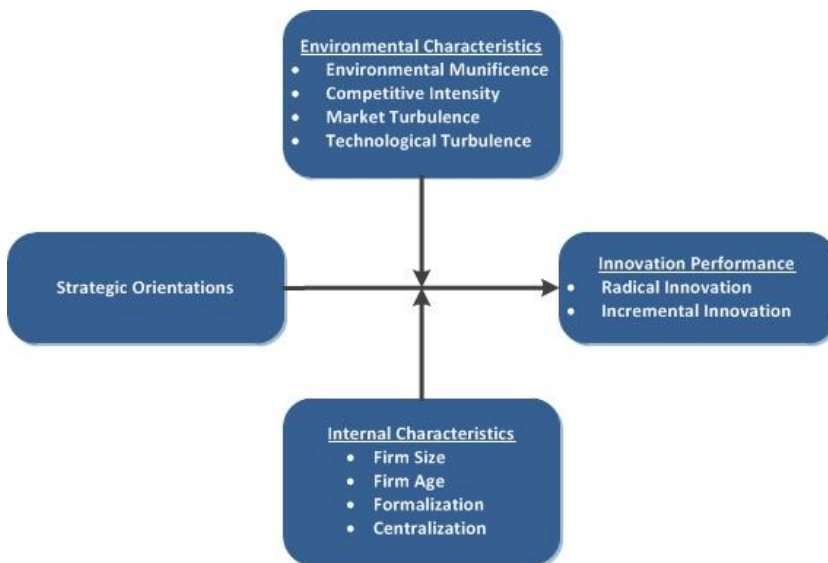 Environmental Characteristics
• Environmental Munificence
• Competitive Intensity
• Market Turbulence
• Technological Turbulence
Strategic Orientations
Innovation Performance
• Radical Innovation
• Incremental Innovation
Internal Characteristics
• Firm Size
• Firm Age
• Formalization
• Centralization